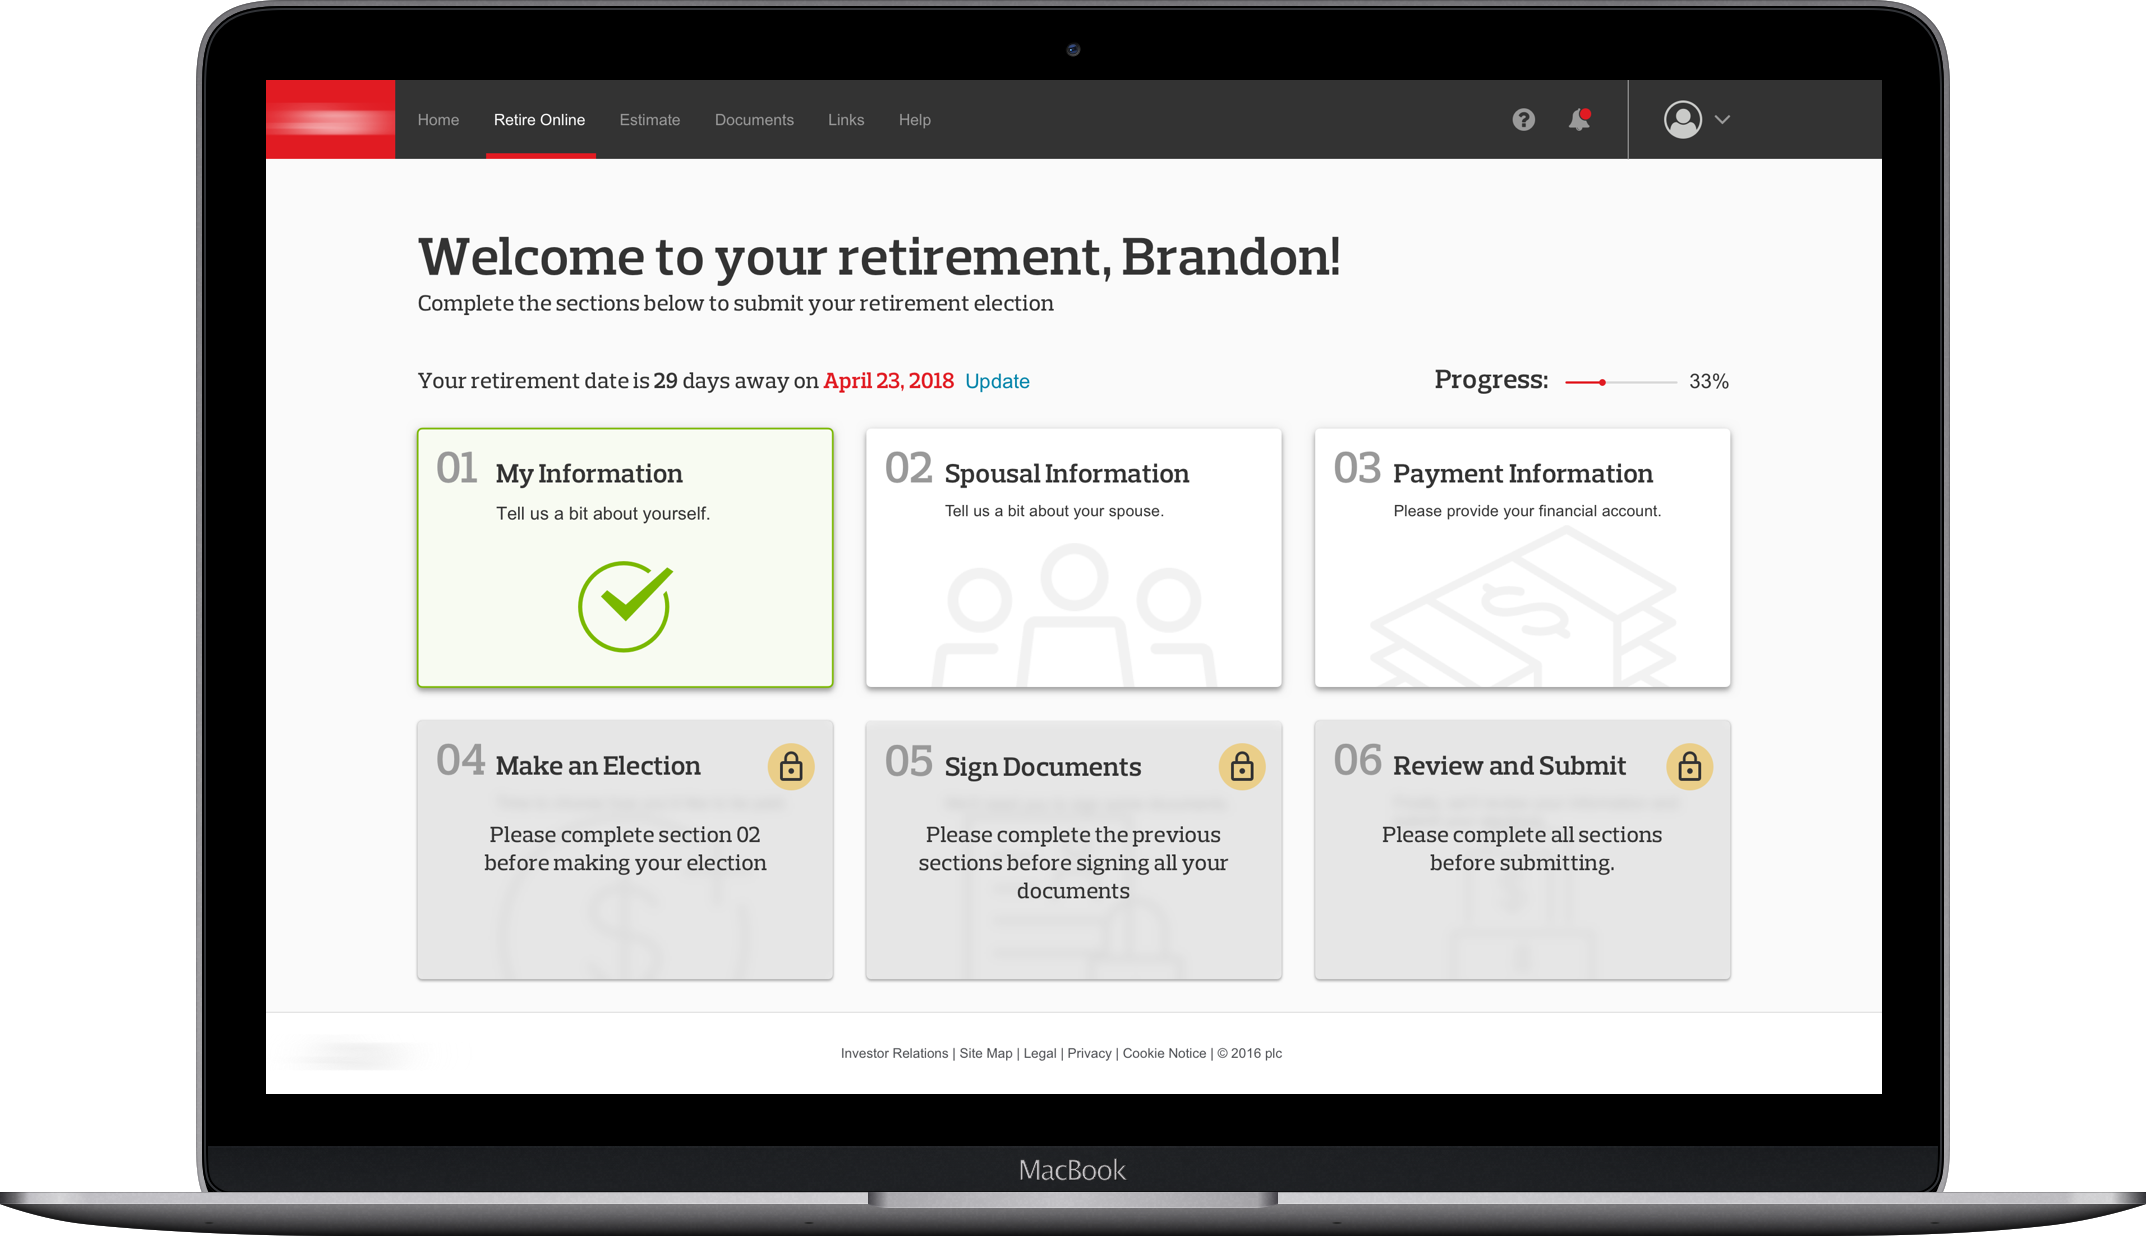 Home Retire Online Estimate Documents Links Help
Welcome to your retirement, Brandon!
Complete the sections below to submit your retirement election
Your retirement date is 29 days away on April 23, 2018 Update
Progress: 33%
01 My Information
Tell us a bit about yourself.
02 Spousal Information
Tell us a bit about your spouse.
03 Payment Information
Please provide your financial account.
04 Make an Election
Please complete section 02
before making your election
05 Sign Documents
Please complete the previous
sections before signing all your
documents
06 Review and Submit
Please complete all sections
before submitting.
Investor Relations | Site Map | Legal | Privacy | Cookie Notice | © 2016 plc
MacBook